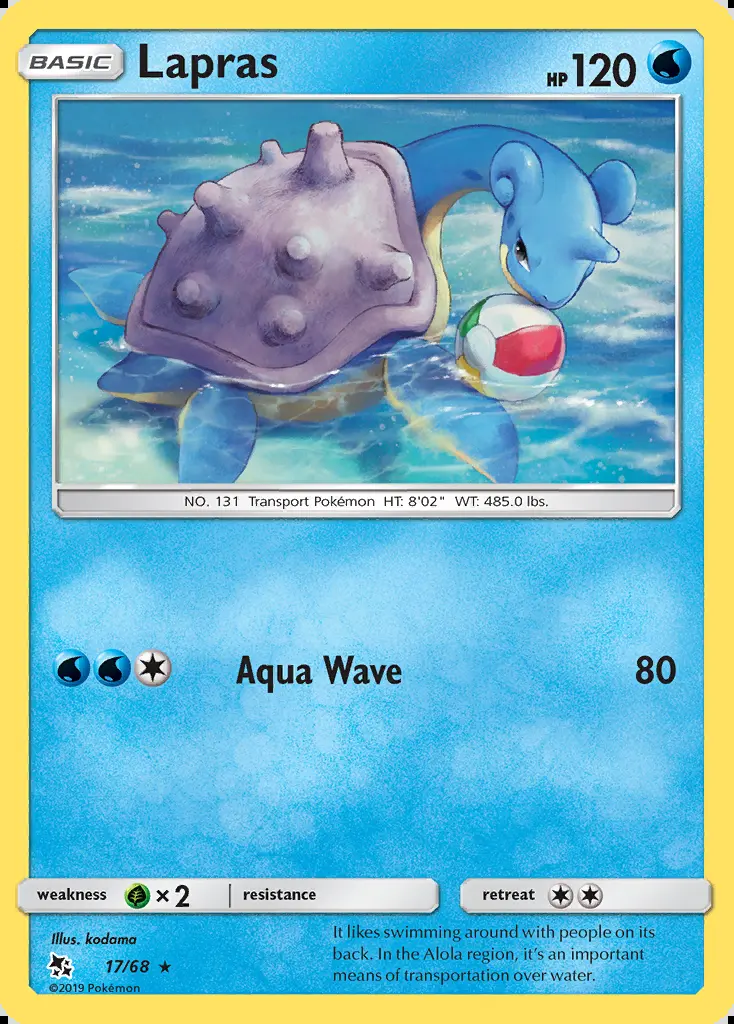 BASIC Lapras HP 120
NO. 131 Transport Pokémon HT: 8'02" WT: 485.0 lbs.
Aqua Wave 80
weakness ×2 resistance retreat
Illus. kodama
17/68 ★
©2019 Pokémon
It likes swimming around with people on its
back. In the Alola region, it's an important
means of transportation over water.